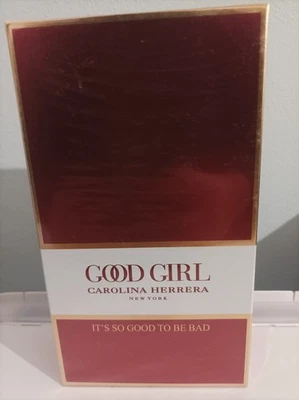 GOOD GIRL
CAROLINA HERRERA
NEW YORK
IT'S SO GOOD TO BE BAD